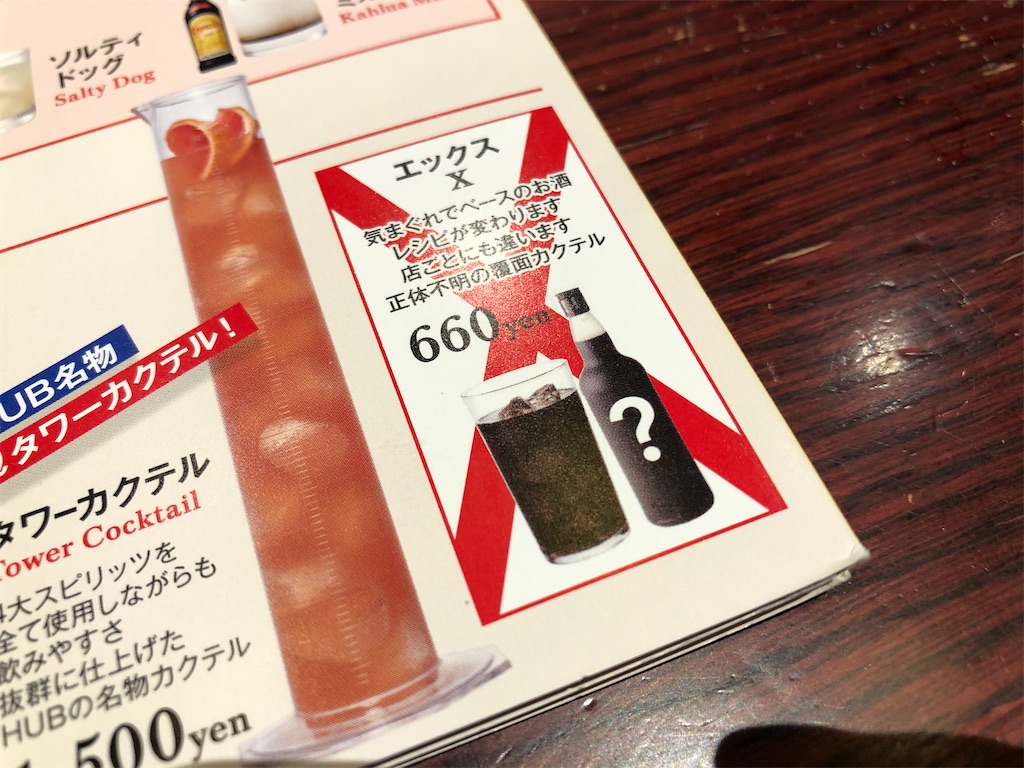 ソルティ
ドッグ
Salty Dog
Kahlua
エックス
X
気まぐれでベースのお酒
レシピが変わります
店ごとにも違います
正体不明の覆面カクテル
660yen
?
UB名物
タワーカクテル!
タワーカクテル
Tower Cocktail
4大スピリッツを
全て使用しながらも
飲みやすさ
抜群に仕上げた
HUBの名物カクテル
500yen